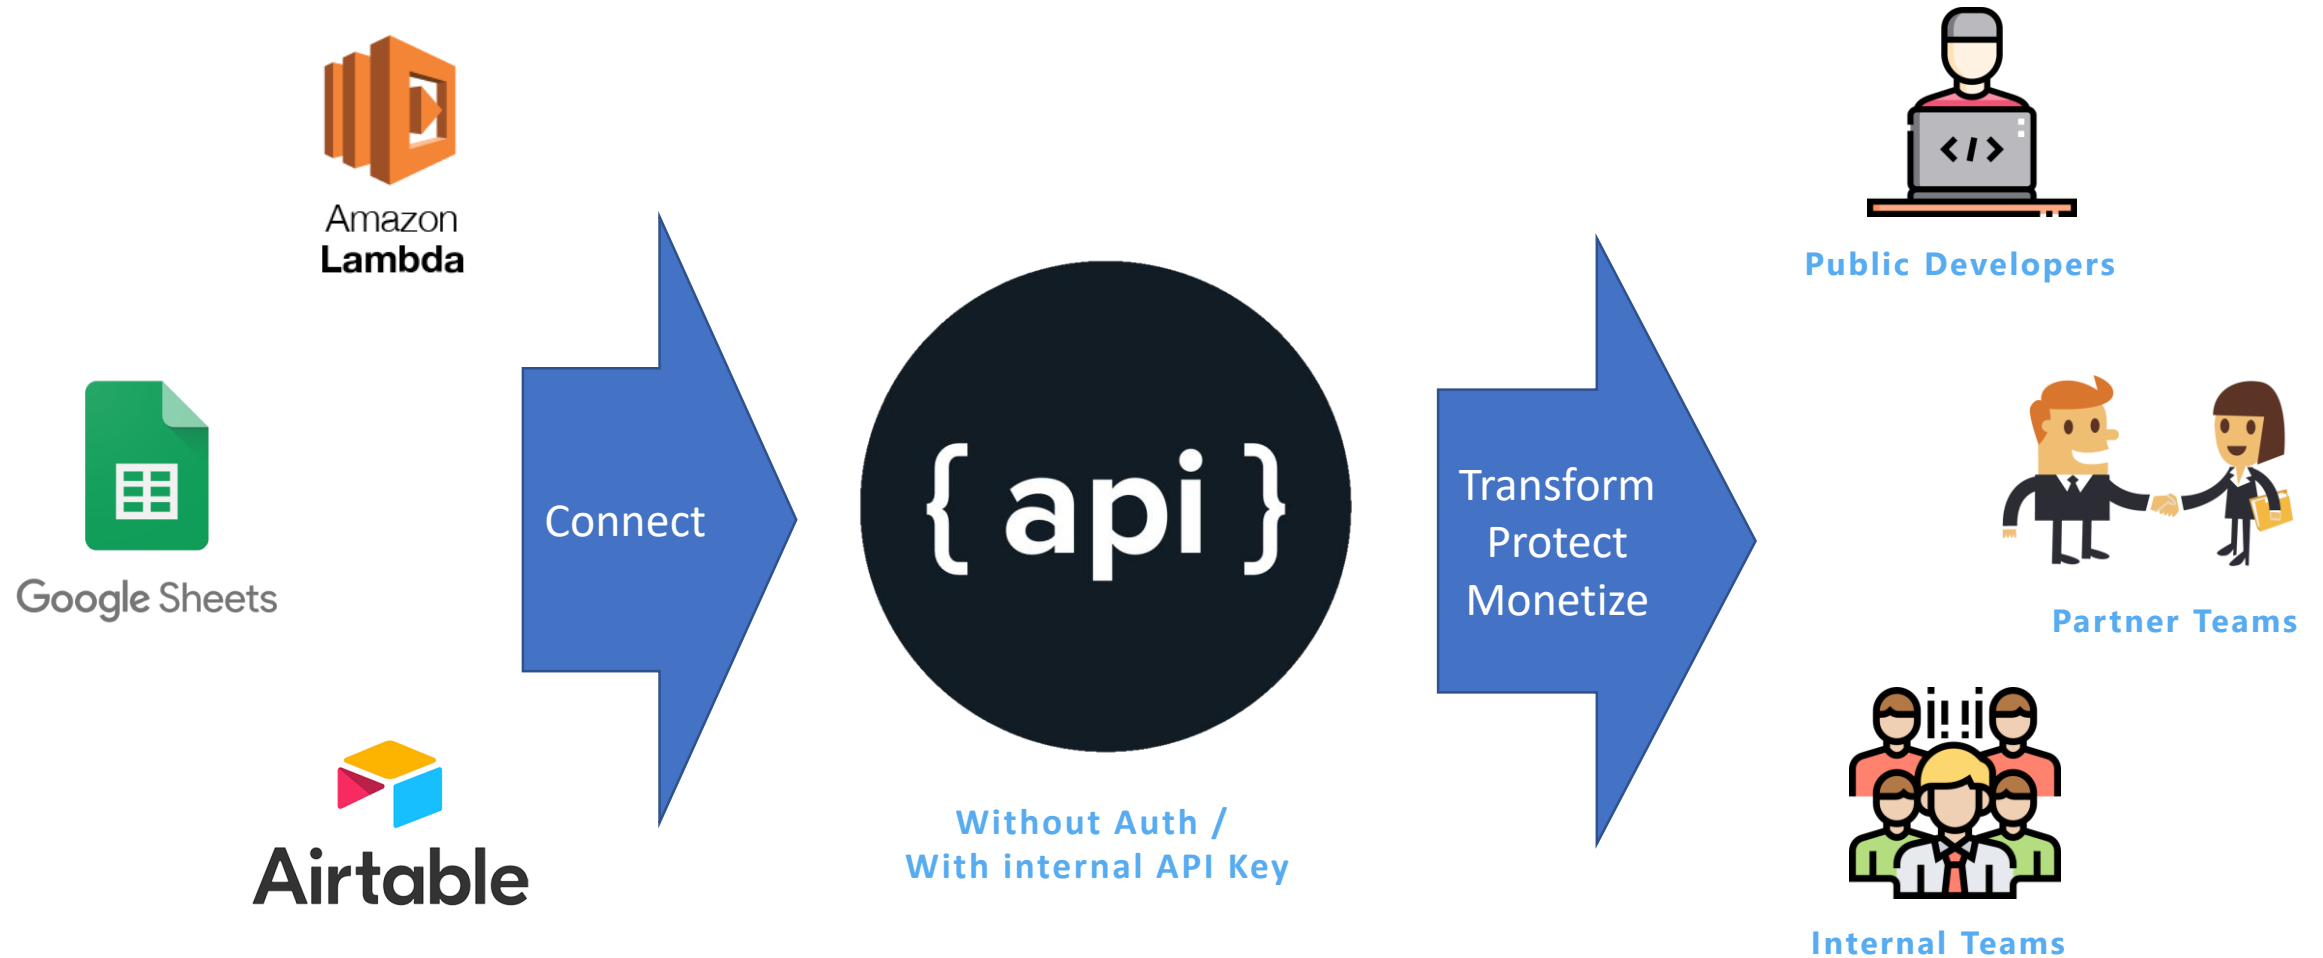 Amazon
Lambda
Google Sheets
Airtable
Connect
{ api }
Without Auth /
With internal API Key
Transform
Protect
Monetize
</>
Public Developers
Partner Teams
Internal Teams